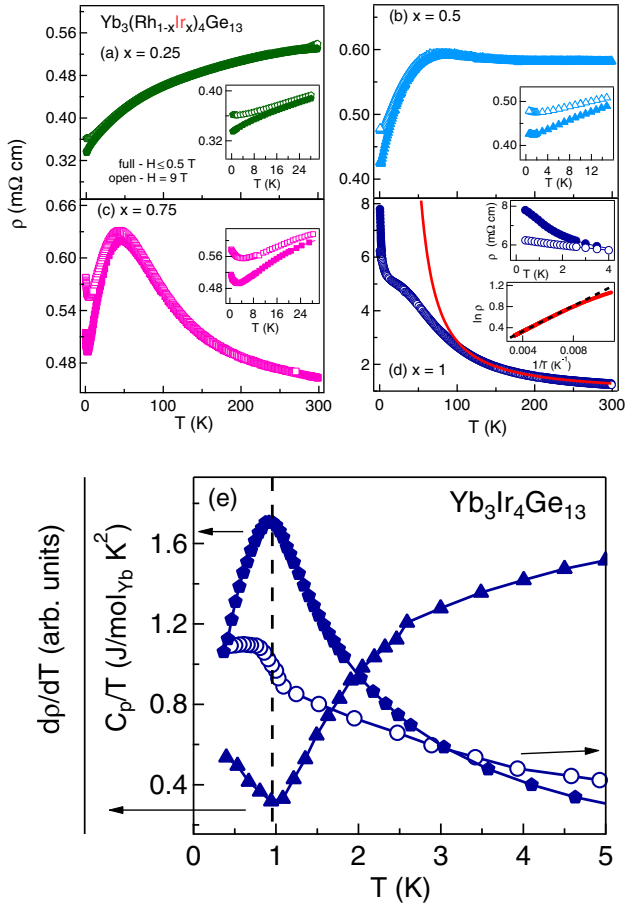 Yb3(Rh1-xIrx)4Ge13
(a) x = 0.25
0.56
0.48
0.40
0.32
0.40
0.36
0 8 16 24
T (K)
full - H ≤ 0.5 T
open - H = 9 T
(b) x = 0.5
0.60
0.50
0.40
0.50
0.45
0.40
0 4 8 12
T (K)
ρ (mΩ cm)
(c) x = 0.75
0.63
0.56
0.48
0.56
0.48
0 8 16 24
T (K)
0 100 200 300
T (K)
8
6
4
2
ρ (mΩ cm)
8
6
0 1 2 3 4
T (K)
ln ρ
1.2
0.8
0.4
0.004 0.008
1/T (K-1)
(d) x = 1
0 100 200 300
T (K)
(e)
Yb3Ir4Ge13
dρ/dT (arb. units)
Cp/T (J/molYb K2)
1.6
1.2
0.8
0.4
0 1 2 3 4 5
T (K)